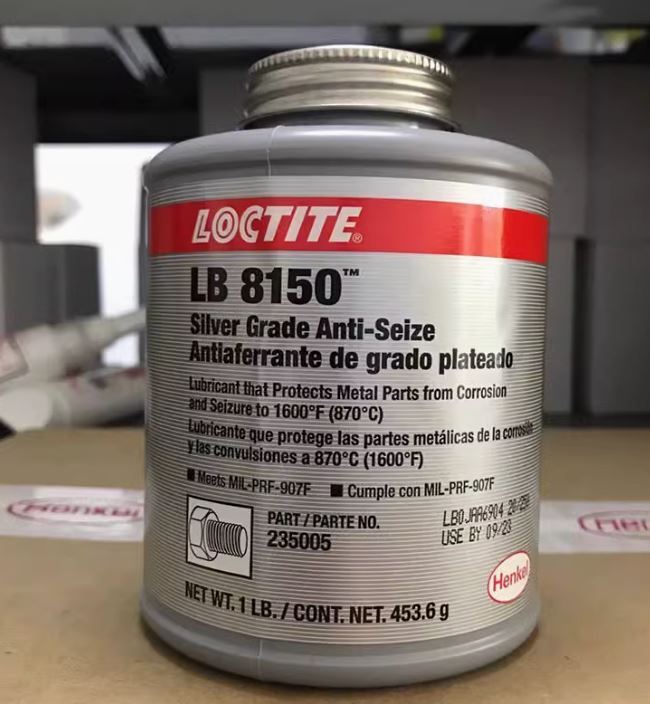 LOCTITE®
LB 8150™
Silver Grade Anti-Seize
Antiaferrante de grado plateado
Lubricant that Protects Metal Parts from Corrosion
and Seizure to 1600°F (870°C)
Lubricante que protege las partes metálicas de la corrosión
y las convulsiones a 870°C (1600°F)
■ Meets MIL-PRF-907F ■ Cumple con MIL-PRF-907F
PART / PARTE NO.
235005
USE BY 09/23
Henkel
NET WT. 1 LB. / CONT. NET. 453.6 g
Henkel